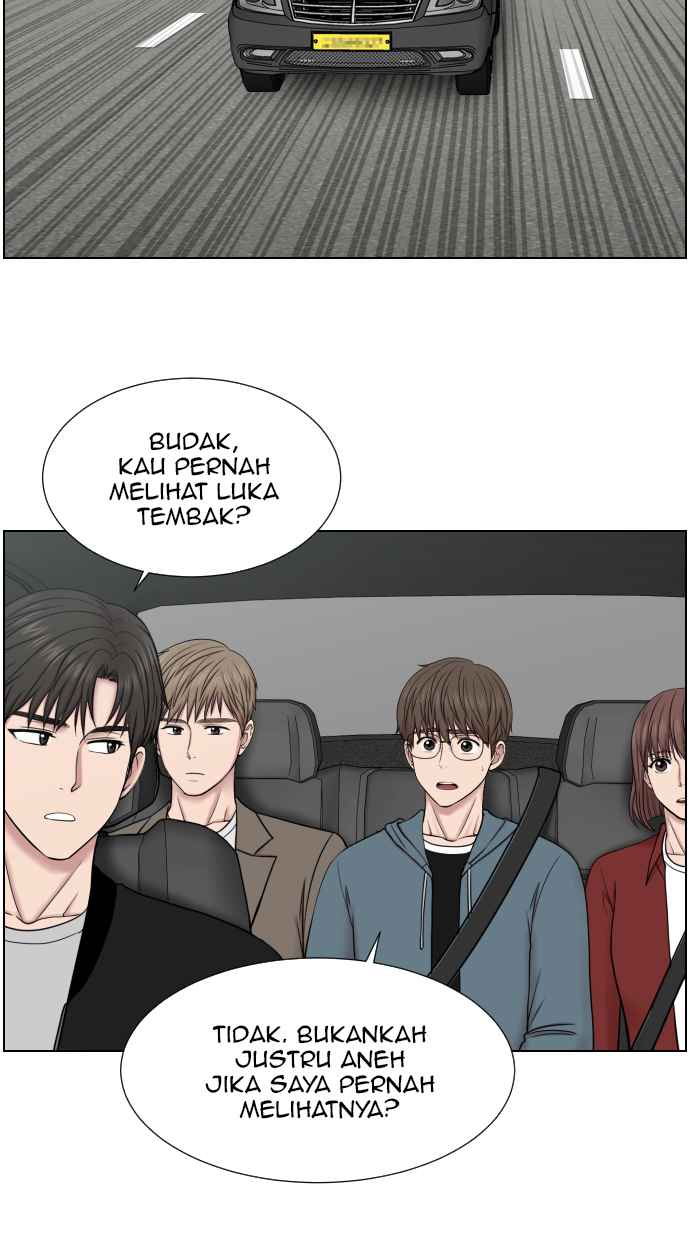 BUDAK,
KAU PERNAH
MELIHAT LUKA
TEMBAK?
TIDAK. BUKANKAH
JUSTRU ANEH
JIKA SAYA PERNAH
MELIHATNYA?